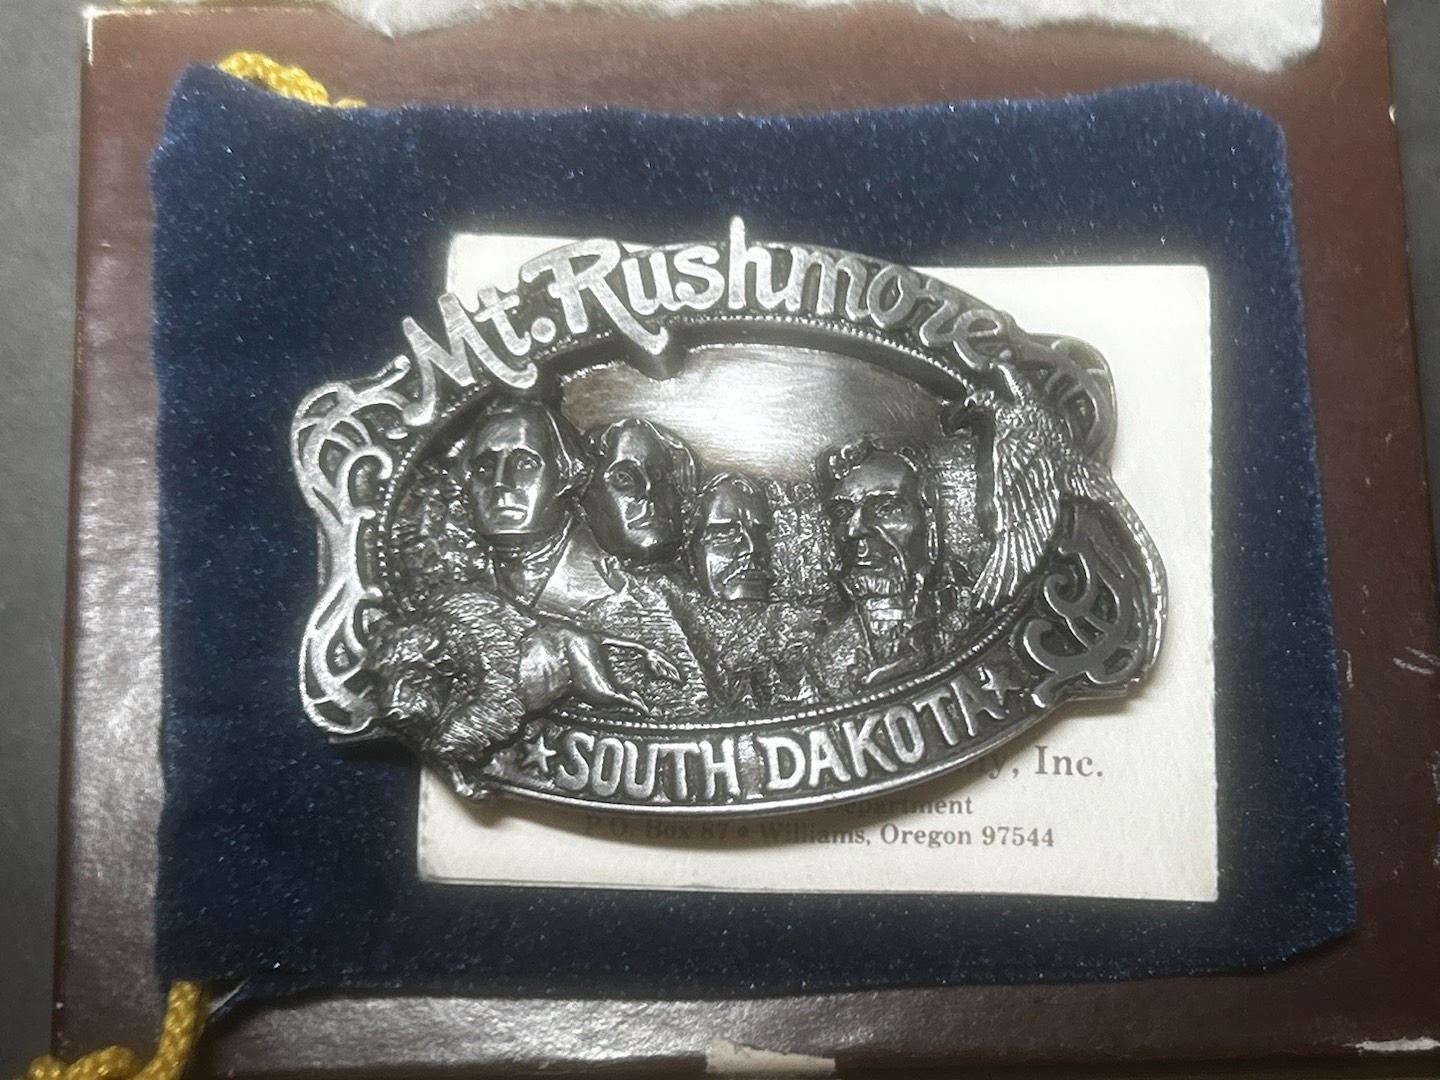 Mt. Rushmore
SOUTH DAKOTA
y, Inc.
Department
P.O. Box 87 • Williams, Oregon 97544